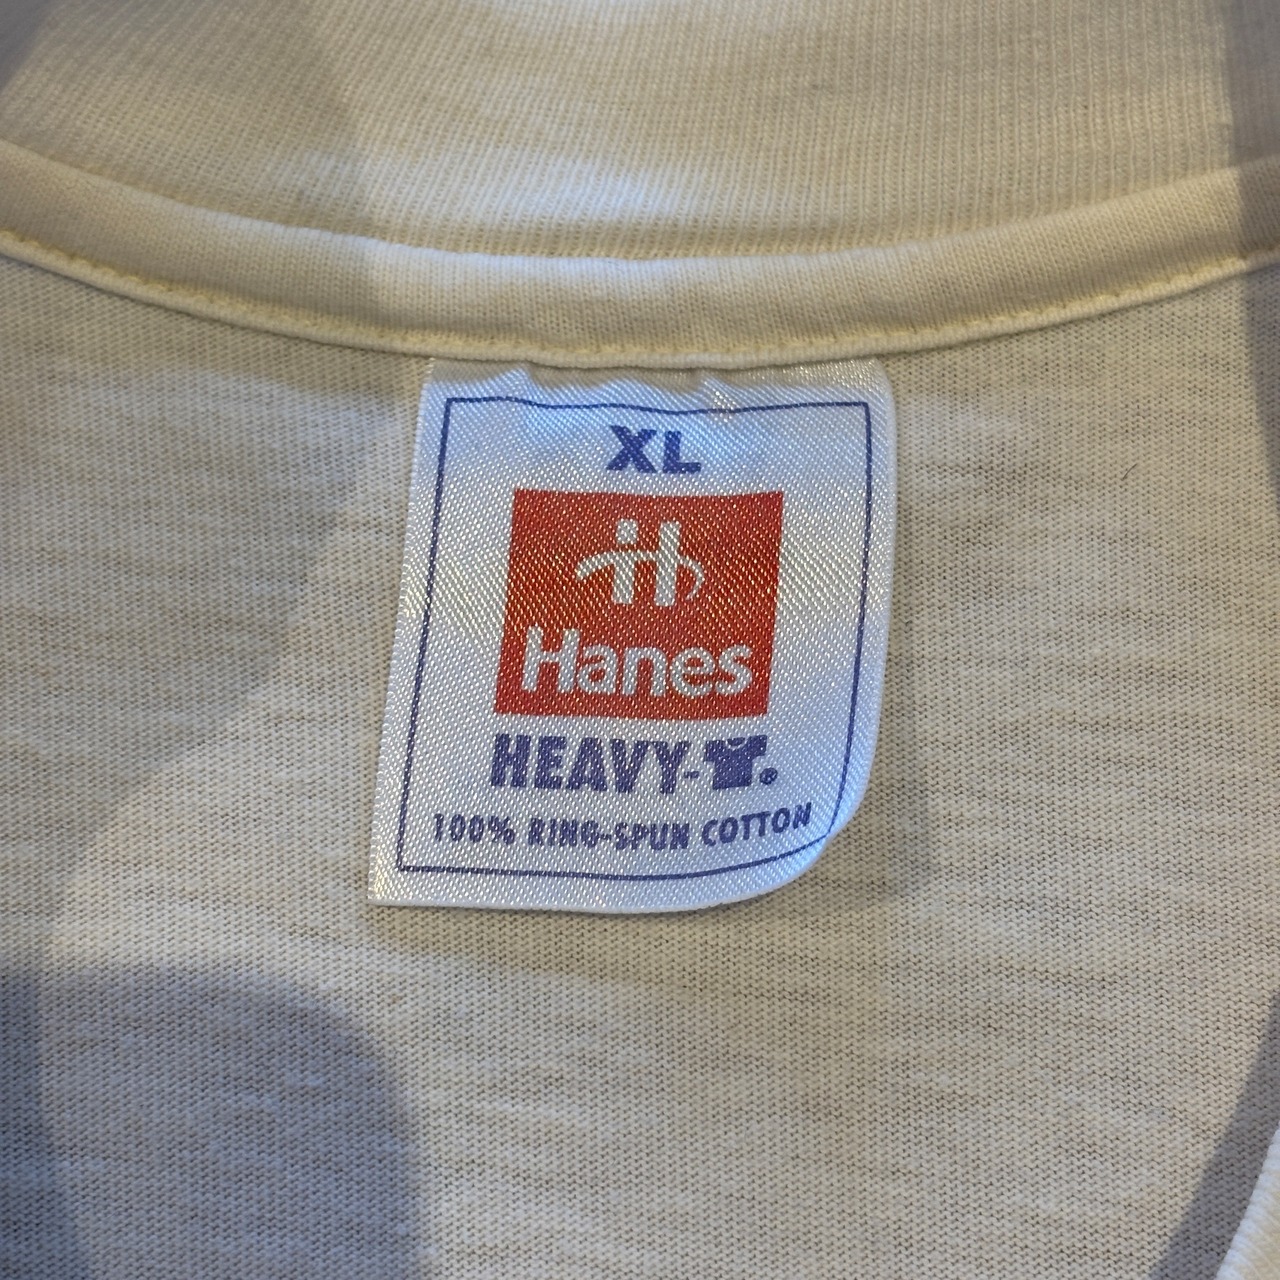 XL
Hanes
HEAVY-
100% RING-SPUN COTTON